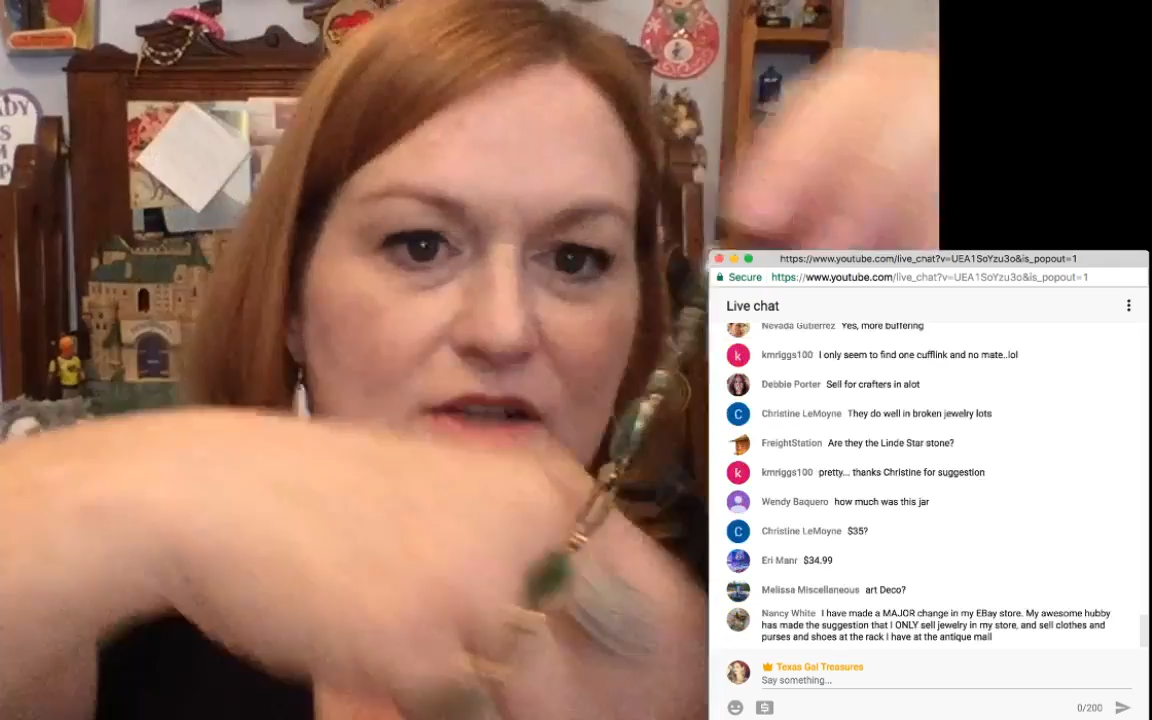 ADY
S
M
P
https://www.youtube.com/live_chat?v=UEA1SoYzu3o&is_popout=1
Secure https://www.youtube.com/live_chat?v=UEA1SoYzu3o&is_popout=1
Live chat
Nevada Gutierrez Yes, more buffering
k kmriggs100 I only seem to find one cufflink and no mate..lol
Debbie Porter Sell for crafters in alot
C Christine LeMoyne They do well in broken jewelry lots
FreightStation Are they the Linde Star stone?
k kmriggs100 pretty... thanks Christine for suggestion
Wendy Baquero how much was this jar
C Christine LeMoyne $35?
Eri Manr $34.99
Melissa Miscellaneous art Deco?
Nancy White I have made a MAJOR change in my EBay store. My awesome hubby
has made the suggestion that I ONLY sell jewelry in my store, and sell clothes and
purses and shoes at the rack I have at the antique mall
Texas Gal Treasures
Say something...
0/200